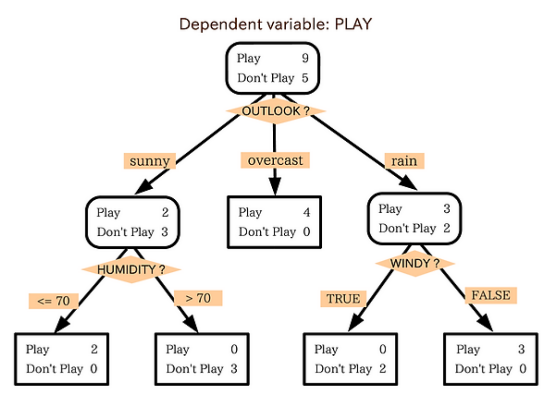 Dependent variable: PLAY
Play 9
Don't Play 5
OUTLOOK ?
sunny
overcast
rain
Play 2
Don't Play 3
Play 4
Don't Play 0
Play 3
Don't Play 2
HUMIDITY ?
WINDY ?
<= 70
> 70
TRUE
FALSE
Play 2
Don't Play 0
Play 0
Don't Play 3
Play 0
Don't Play 2
Play 3
Don't Play 0